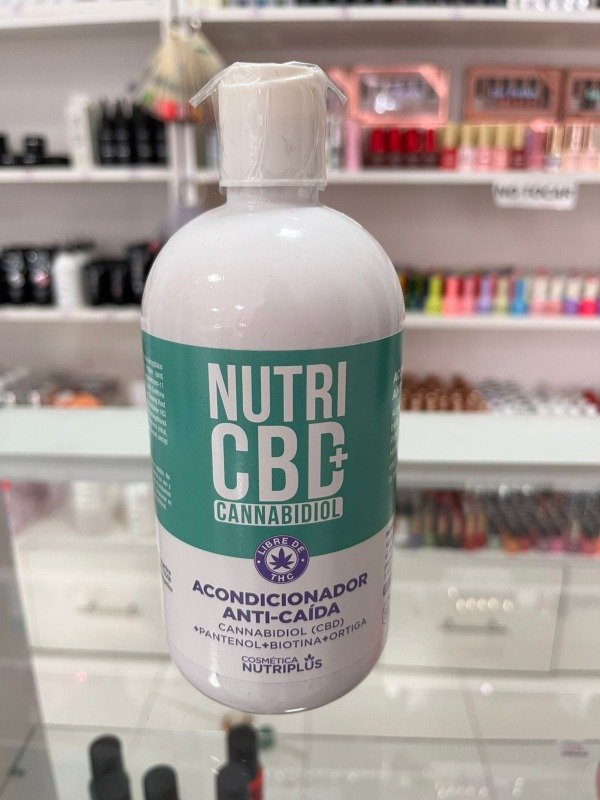 NO TOCAR
NUTRI
CBD+
CANNABIDIOL
LIBRE DE
THC
ACONDICIONADOR
ANTI-CAÍDA
CANNABIDIOL (CBD)
+PANTENOL+BIOTINA+ORTIGA
COSMÉTICA
NUTRIPLUS